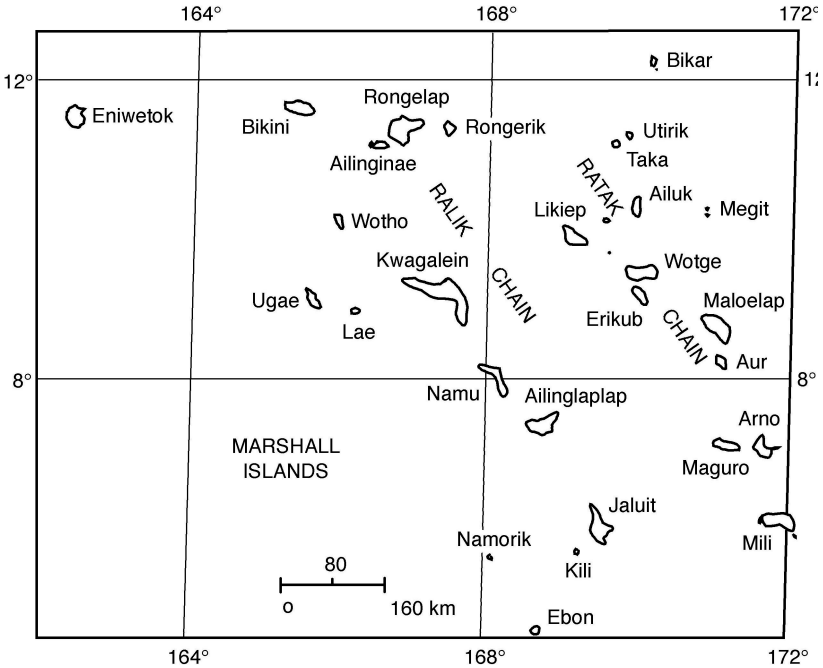 164°
168°
172°
Bikar
12°
12
Rongelap
Eniwetok
Bikini
Rongerik
Utirik
Taka
Ailinginae
RATAK
RALIK
Ailuk
Likiep
Megit
Wotho
Kwagalein
Wotge
CHAIN
Ugae
Maloelap
Erikub
Lae
CHAIN
Aur
8°
Namu
Ailinglaplap
Arno
MARSHALL
ISLANDS
Maguro
Jaluit
Namorik
Mili
Kili
80
o
160 km
Ebon
164°
168°
172°
8°